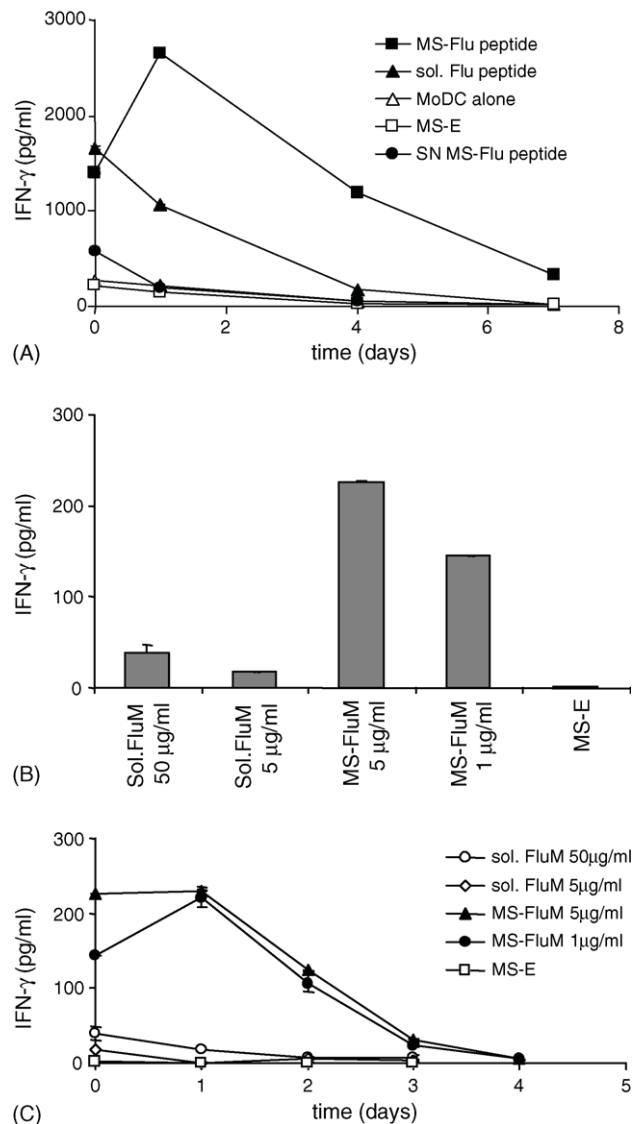 3000
2000
1000
0
IFN-γ (pg/ml)
MS-Flu peptide
sol. Flu peptide
MoDC alone
MS-E
SN MS-Flu peptide
0 2 4 6 8
time (days)
(A)
300
200
100
0
IFN-γ (pg/ml)
Sol.FluM
50 µg/ml
Sol.FluM
5 µg/ml
MS-FluM
5 µg/ml
MS-FluM
1 µg/ml
MS-E
(B)
300
200
100
0
IFN-γ (pg/ml)
sol. FluM 50µg/ml
sol. FluM 5µg/ml
MS-FluM 5µg/ml
MS-FluM 1µg/ml
MS-E
0 1 2 3 4 5
time (days)
(C)